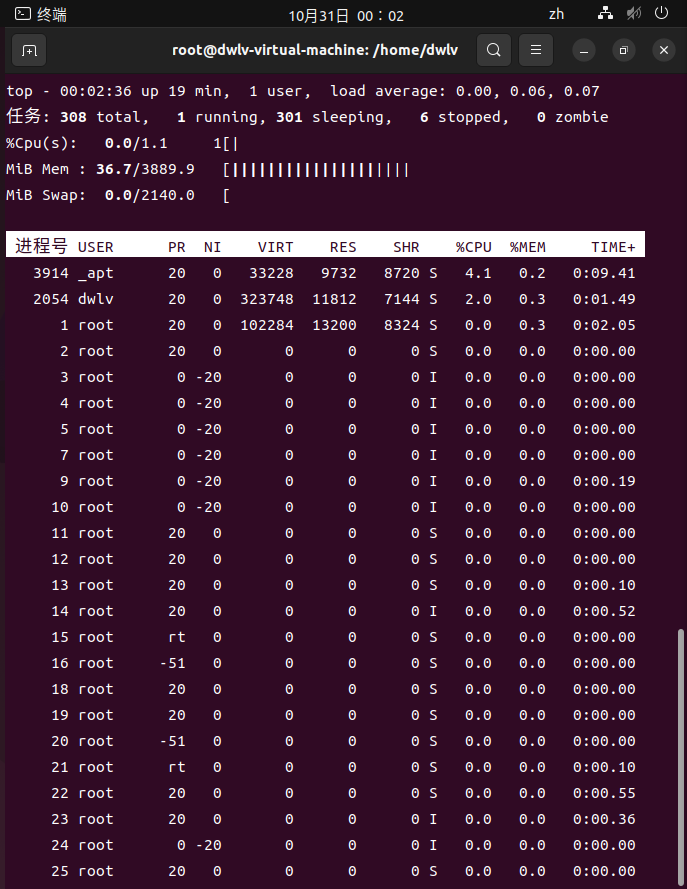 终端 10月31日 00：02 zh
root@dwlv-virtual-machine: /home/dwlv
top - 00:02:36 up 19 min,  1 user,  load average: 0.00, 0.06, 0.07
任务: 308 total,   1 running, 301 sleeping,   6 stopped,   0 zombie
%Cpu(s):   0.0/1.1     1[|
MiB Mem : 36.7/3889.9   [||||||||||||||||||||
MiB Swap:  0.0/2140.0   [
进程号 USER      PR  NI    VIRT    RES    SHR    %CPU  %MEM     TIME+
3914 _apt      20   0   33228   9732   8720 S   4.1   0.2   0:09.41
2054 dwlv      20   0  323748  11812   7144 S   2.0   0.3   0:01.49
1 root      20   0  102284  13200   8324 S   0.0   0.3   0:02.05
2 root      20   0       0      0      0 S   0.0   0.0   0:00.00
3 root       0 -20       0      0      0 I   0.0   0.0   0:00.00
4 root       0 -20       0      0      0 I   0.0   0.0   0:00.00
5 root       0 -20       0      0      0 I   0.0   0.0   0:00.00
7 root       0 -20       0      0      0 I   0.0   0.0   0:00.00
9 root       0 -20       0      0      0 I   0.0   0.0   0:00.19
10 root       0 -20       0      0      0 I   0.0   0.0   0:00.00
11 root      20   0       0      0      0 S   0.0   0.0   0:00.00
12 root      20   0       0      0      0 S   0.0   0.0   0:00.00
13 root      20   0       0      0      0 S   0.0   0.0   0:00.10
14 root      20   0       0      0      0 I   0.0   0.0   0:00.52
15 root      rt   0       0      0      0 S   0.0   0.0   0:00.00
16 root     -51   0       0      0      0 S   0.0   0.0   0:00.00
18 root      20   0       0      0      0 S   0.0   0.0   0:00.00
19 root      20   0       0      0      0 S   0.0   0.0   0:00.00
20 root     -51   0       0      0      0 S   0.0   0.0   0:00.00
21 root      rt   0       0      0      0 S   0.0   0.0   0:00.10
22 root      20   0       0      0      0 S   0.0   0.0   0:00.55
23 root      20   0       0      0      0 I   0.0   0.0   0:00.36
24 root       0 -20       0      0      0 I   0.0   0.0   0:00.00
25 root      20   0       0      0      0 S   0.0   0.0   0:00.00